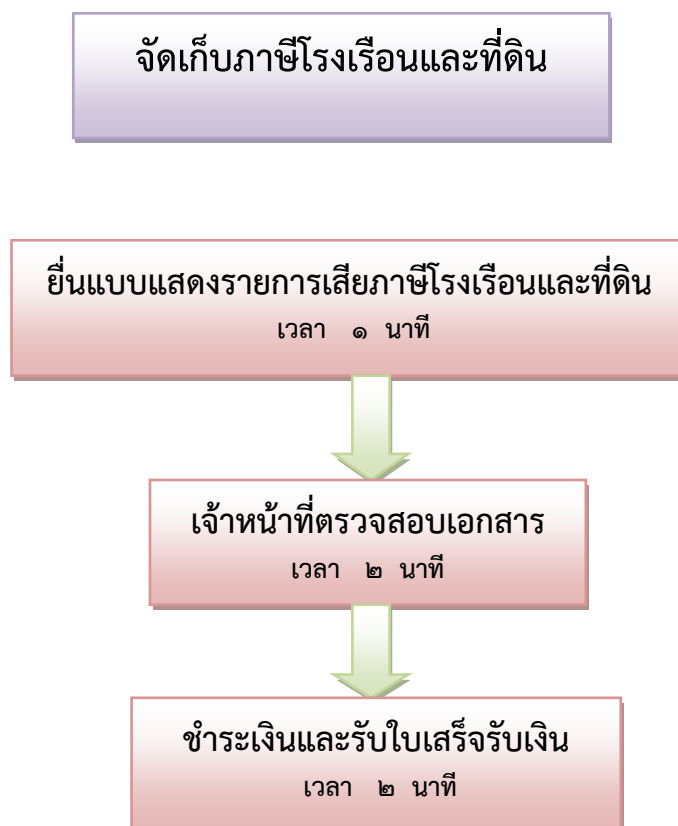 จัดเก็บภาษีโรงเรือนและที่ดิน
ยื่นแบบแสดงรายการเสียภาษีโรงเรือนและที่ดิน
เวลา ๑ นาที
เจ้าหน้าที่ตรวจสอบเอกสาร
เวลา ๒ นาที
ชำระเงินและรับใบเสร็จรับเงิน
เวลา ๒ นาที